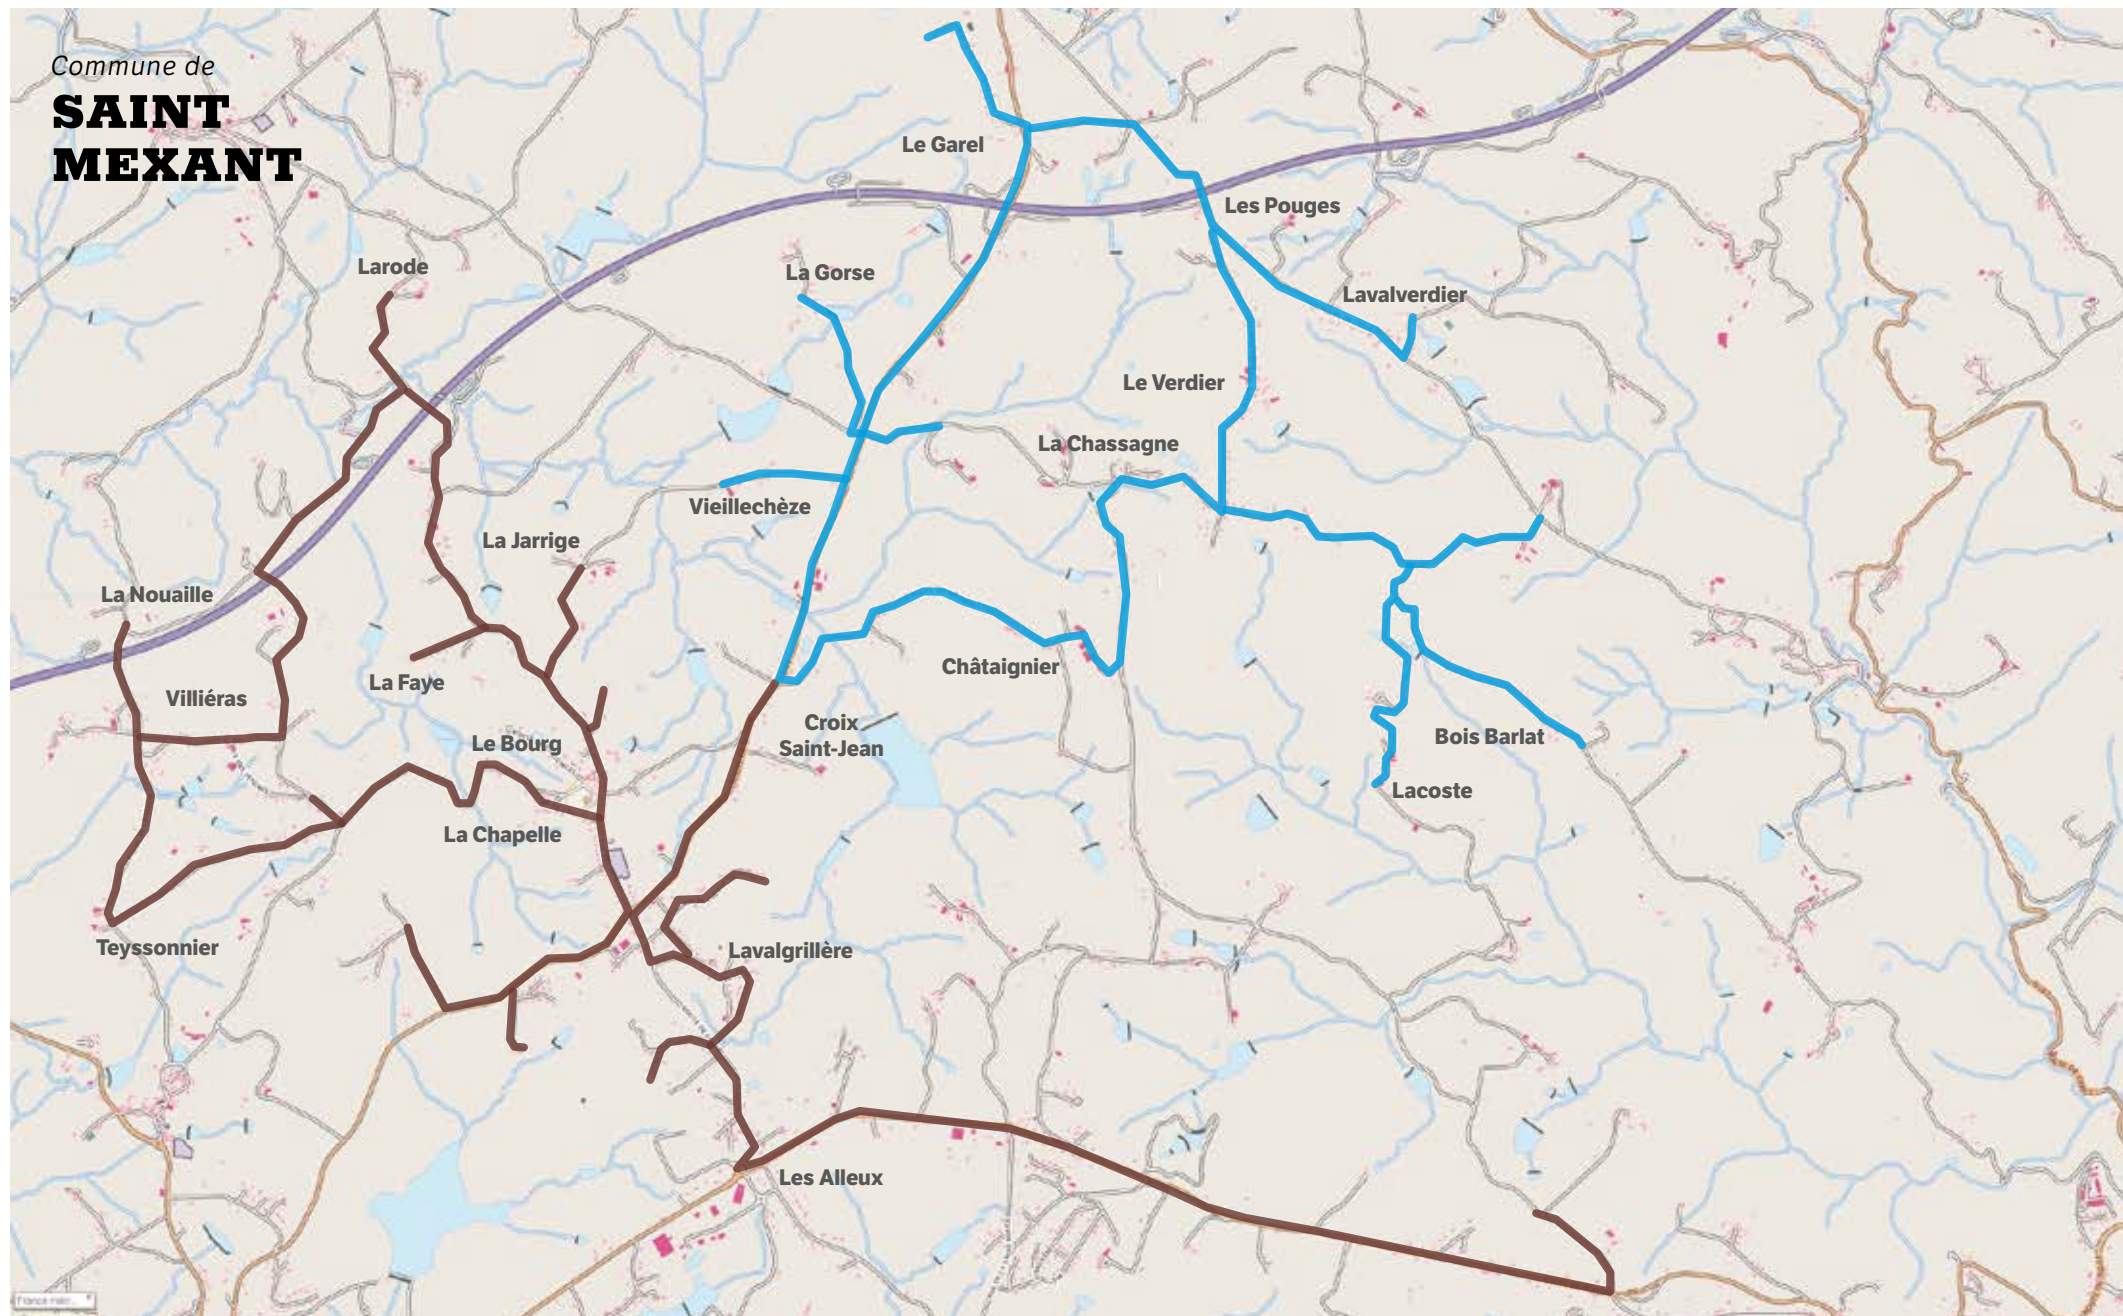 Commune de
SAINT
MEXANT
Le Garel
Les Pouges
Larode
La Gorse
Lavalverdier
Le Verdier
La Chassagne
Vieillechèze
La Jarrige
La Nouaille
Châtaignier
La Faye
Villiéras
Croix
Saint-Jean
Le Bourg
Bois Barlat
Lacoste
La Chapelle
Teyssonnier
Lavalgrillère
Les Alleux